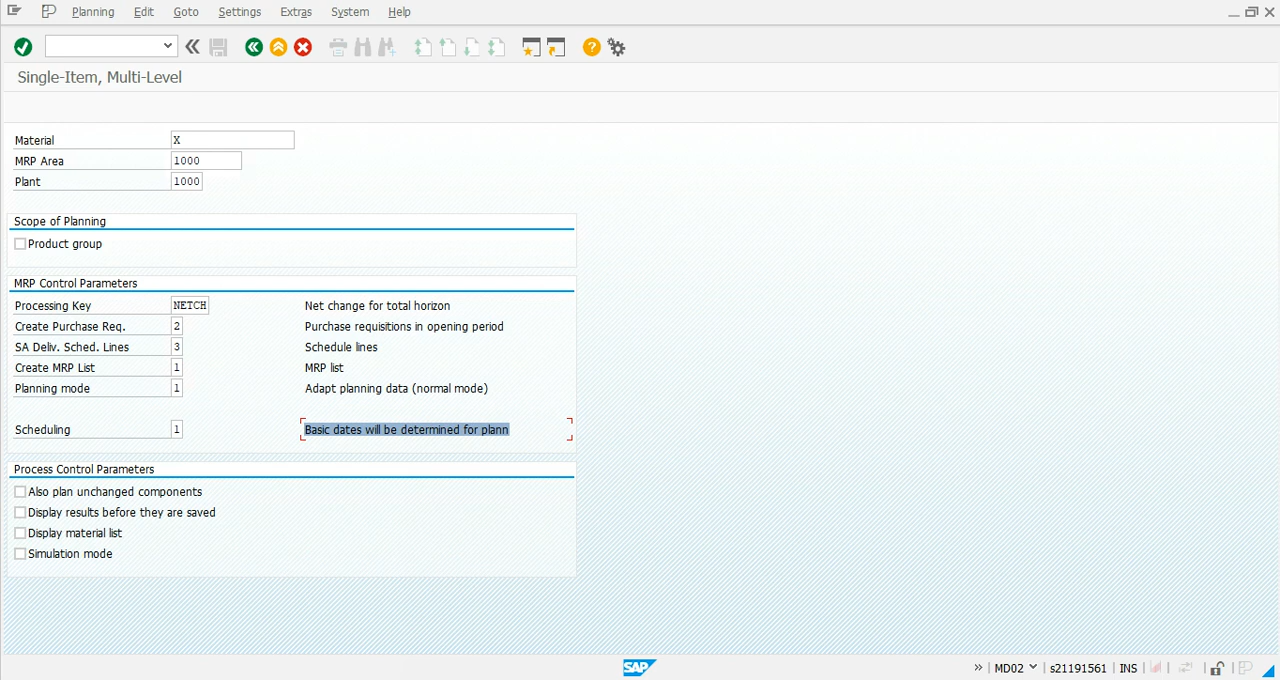 Planning Edit Goto Settings Extras System Help
Single-Item, Multi-Level
Material X
MRP Area 1000
Plant 1000
Scope of Planning
Product group
MRP Control Parameters
Processing Key NETCH Net change for total horizon
Create Purchase Req. 2 Purchase requisitions in opening period
SA Deliv. Sched. Lines 3 Schedule lines
Create MRP List 1 MRP list
Planning mode 1 Adapt planning data (normal mode)
Scheduling 1 Basic dates will be determined for plann
Process Control Parameters
Also plan unchanged components
Display results before they are saved
Display material list
Simulation mode
SAP » MD02 s21191561 INS